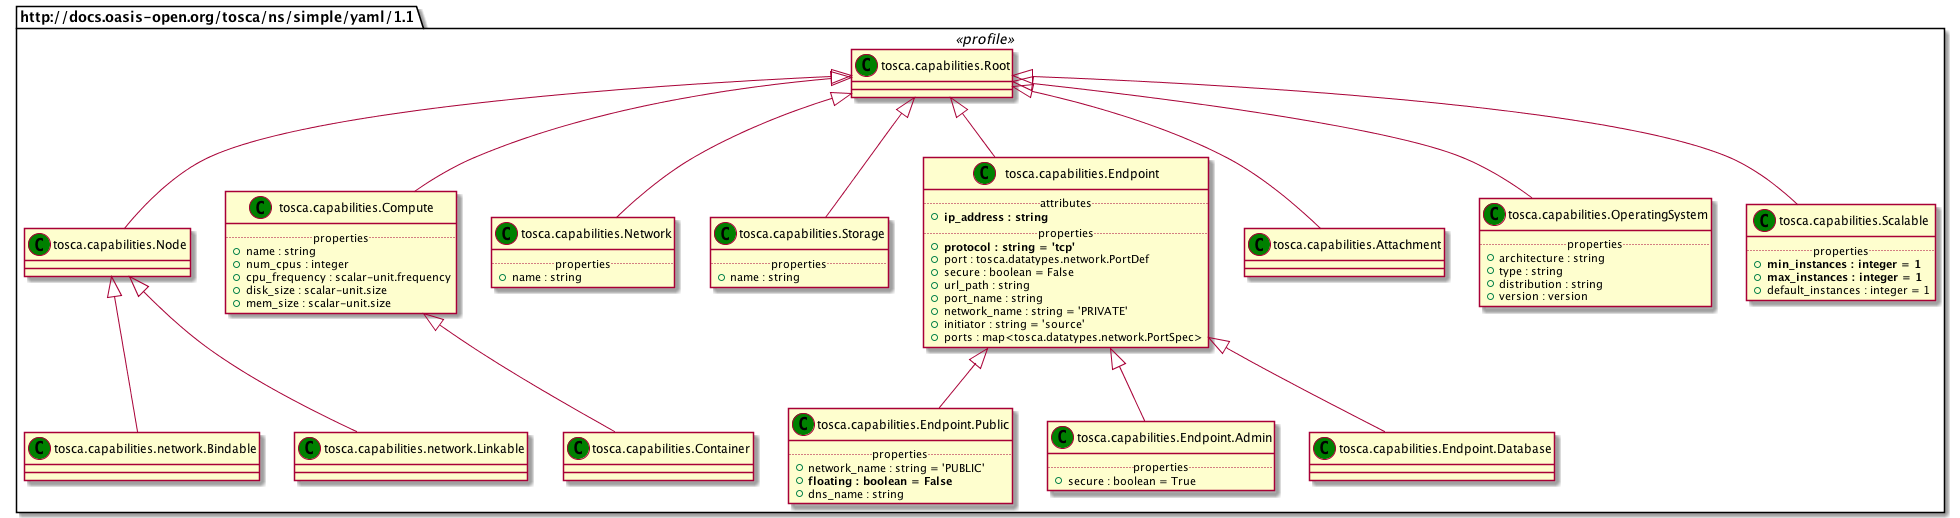 http://docs.oasis-open.org/tosca/ns/simple/yaml/1.1
«profile»
C tosca.capabilities.Root
C tosca.capabilities.Node
C tosca.capabilities.Compute
properties
name : string
num_cpus : integer
cpu_frequency : scalar-unit.frequency
disk_size : scalar-unit.size
mem_size : scalar-unit.size
C tosca.capabilities.Network
properties
name : string
C tosca.capabilities.Storage
properties
name : string
C tosca.capabilities.Endpoint
attributes
ip_address : string
properties
protocol : string = 'tcp'
port : tosca.datatypes.network.PortDef
secure : boolean = False
url_path : string
port_name : string
network_name : string = 'PRIVATE'
initiator : string = 'source'
ports : map<tosca.datatypes.network.PortSpec>
C tosca.capabilities.Attachment
C tosca.capabilities.OperatingSystem
properties
architecture : string
type : string
distribution : string
version : version
C tosca.capabilities.Scalable
properties
min_instances : integer = 1
max_instances : integer = 1
default_instances : integer = 1
C tosca.capabilities.network.Bindable
C tosca.capabilities.network.Linkable
C tosca.capabilities.Container
C tosca.capabilities.Endpoint.Public
properties
network_name : string = 'PUBLIC'
floating : boolean = False
dns_name : string
C tosca.capabilities.Endpoint.Admin
properties
secure : boolean = True
C tosca.capabilities.Endpoint.Database